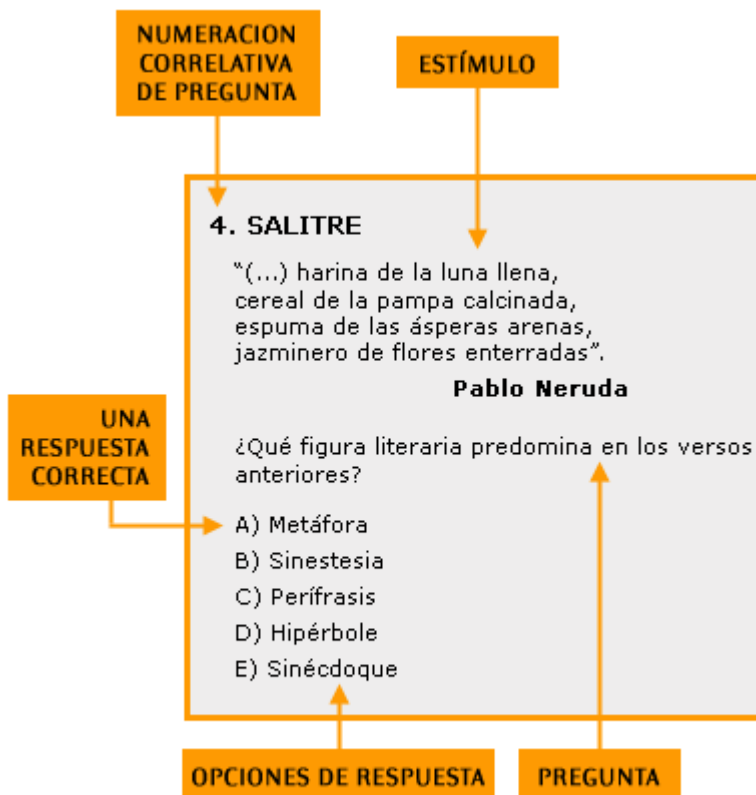 NUMERACION
CORRELATIVA
DE PREGUNTA
ESTÍMULO
4. SALITRE
"(...) harina de la luna llena,
cereal de la pampa calcinada,
espuma de las ásperas arenas,
jazminero de flores enterradas".
Pablo Neruda
UNA
RESPUESTA
CORRECTA
¿Qué figura literaria predomina en los versos
anteriores?
A) Metáfora
B) Sinestesia
C) Perífrasis
D) Hipérbole
E) Sinécdoque
OPCIONES DE RESPUESTA
PREGUNTA